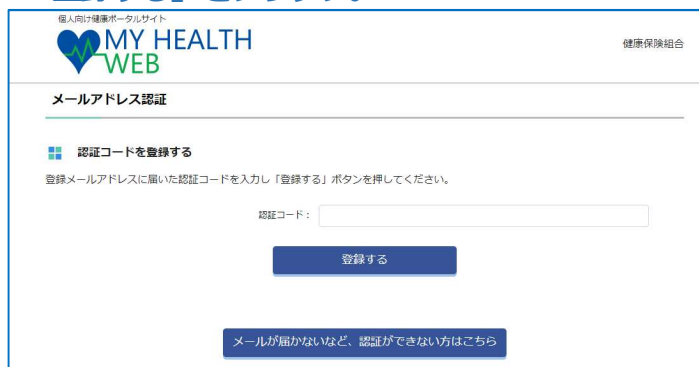 個人向け健康ポータルサイト
MY HEALTH
WEB
健康保険組合
メールアドレス認証
認証コードを登録する
登録メールアドレスに届いた認証コードを入力し「登録する」ボタンを押してください。
認証コード：
登録する
メールが届かないなど、認証ができない方はこちら